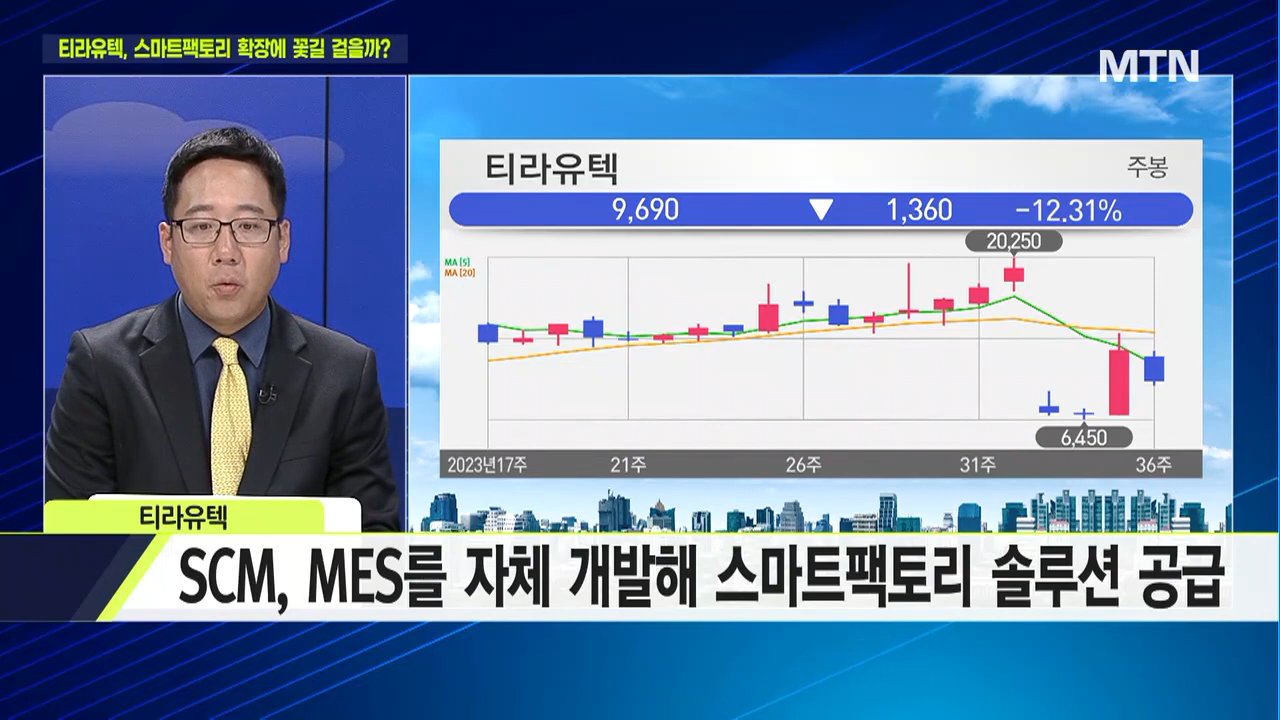 티라유텍, 스마트팩토리 확장에 꽃길 걸을까?
MTN
티라유텍
주봉
9,690 ▼ 1,360 -12.31%
20,250
MA [5]
MA [20]
6,450
2023년17주 21주 26주 31주 36주
티라유텍
SCM, MES를 자체 개발해 스마트팩토리 솔루션 공급